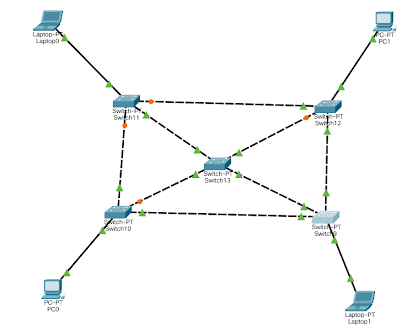 Laptop-PT
Laptop0
PC-PT
PC1
Switch-PT
Switch11
Switch-PT
Switch12
Switch-PT
Switch13
Switch-PT
Switch10
Switch-PT
Switch9
PC-PT
PC0
Laptop-PT
Laptop1